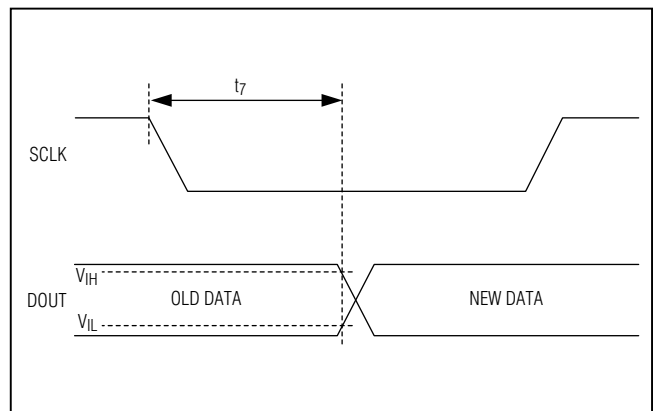 t7
SCLK
VIH
DOUT
OLD DATA
NEW DATA
VIL